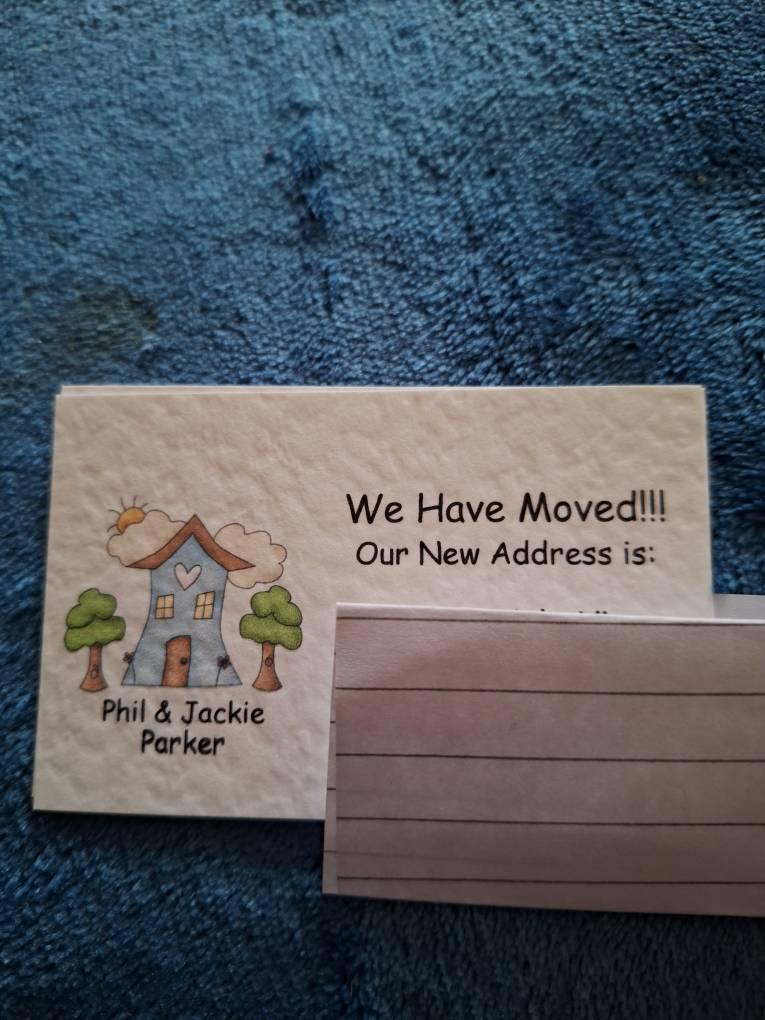 We Have Moved!!!
Our New Address is:
Phil & Jackie
Parker